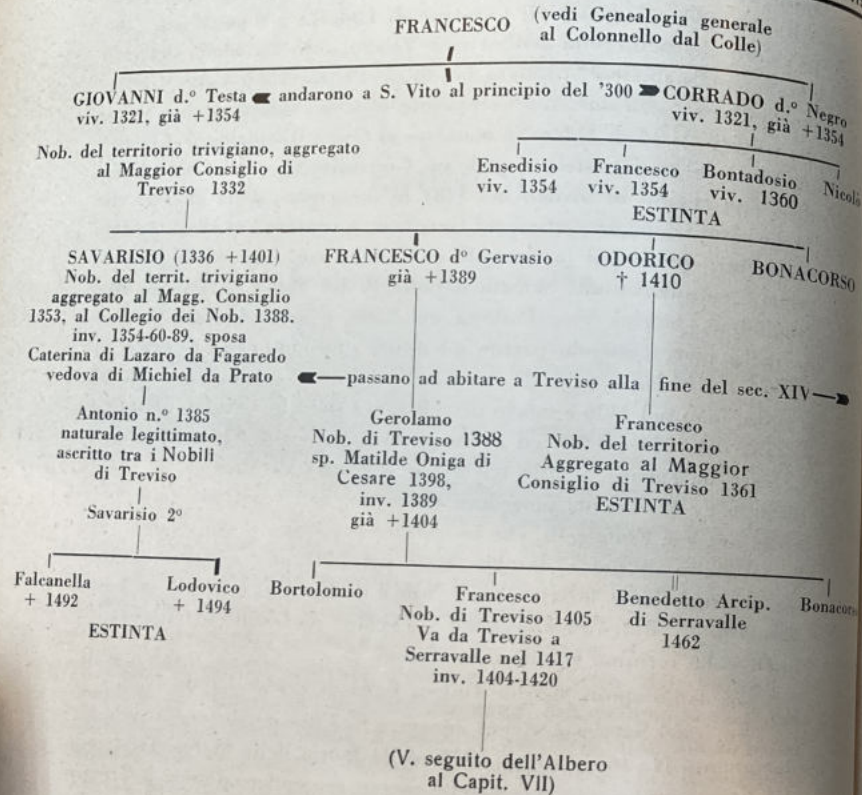 FRANCESCO (vedi Genealogia generale
al Colonnello dal Colle)
GIOVANNI d.º Testa andarono a S. Vito al principio del '300 CORRADO d.º Negro
viv. 1321, già +1354
viv. 1321, già +1354
Nob. del territorio trivigiano, aggregato
al Maggior Consiglio di
Treviso 1332
Ensedisio
viv. 1354
Francesco
viv. 1354
Bontadosio
viv. 1360
ESTINTA
SAVARISIO (1336 +1401)
Nob. del territ. trivigiano
aggregato al Magg. Consiglio
1353, al Collegio dei Nob. 1388.
inv. 1354-60-89. sposa
Caterina di Lazaro da Fagaredo
vedova di Michiel da Prato
FRANCESCO dº Gervasio
già +1389
ODORICO
† 1410
BONACORSO
passano ad abitare a Treviso alla fine del sec. XIV
Antonio n.º 1385
naturale legittimato,
ascritto tra i Nobili
di Treviso
Savarisio 2º
Gerolamo
Nob. di Treviso 1388
sp. Matilde Oniga di
Cesare 1398,
inv. 1389
già +1404
Francesco
Nob. del territorio
Aggregato al Maggior
Consiglio di Treviso 1361
ESTINTA
Falcanella
+ 1492
Lodovico
+ 1494
ESTINTA
Bortolomio
Francesco
Nob. di Treviso 1405
Va da Treviso a
Serravalle nel 1417
inv. 1404-1420
Benedetto Arcip.
di Serravalle
1462
(V. seguito dell'Albero
al Capit. VII)